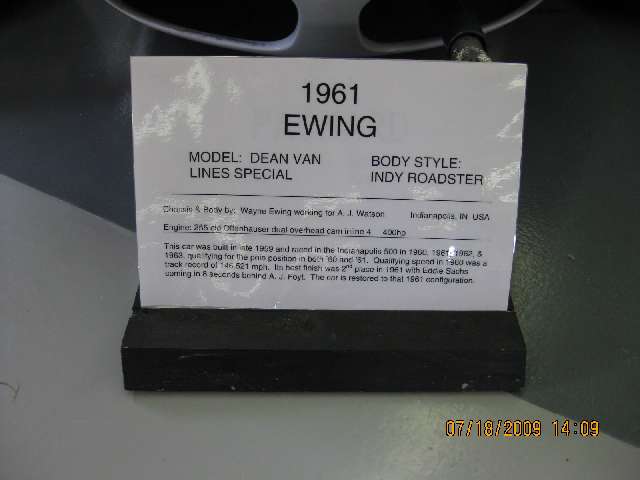 1961
EWING
MODEL: DEAN VAN LINES SPECIAL
BODY STYLE: INDY ROADSTER
Chassis & Body by: Wayne Ewing working for A. J. Watson Indianapolis, IN USA
Engine: 255 cid Offenhauser dual overhead cam inline 4 400hp
This car was built in late 1959 and raced in the Indianapolis 500 in 1960, 1961, 1962, &
1963, qualifying for the pole position in both '60 and '61. Qualifying speed in 1960 was a
track record of 146.521 mph. Its best finish was 2nd place in 1961 with Eddie Sachs
coming in 8 seconds behind A. J. Foyt. The car is restored to that 1961 configuration.
07/18/2009 14:09